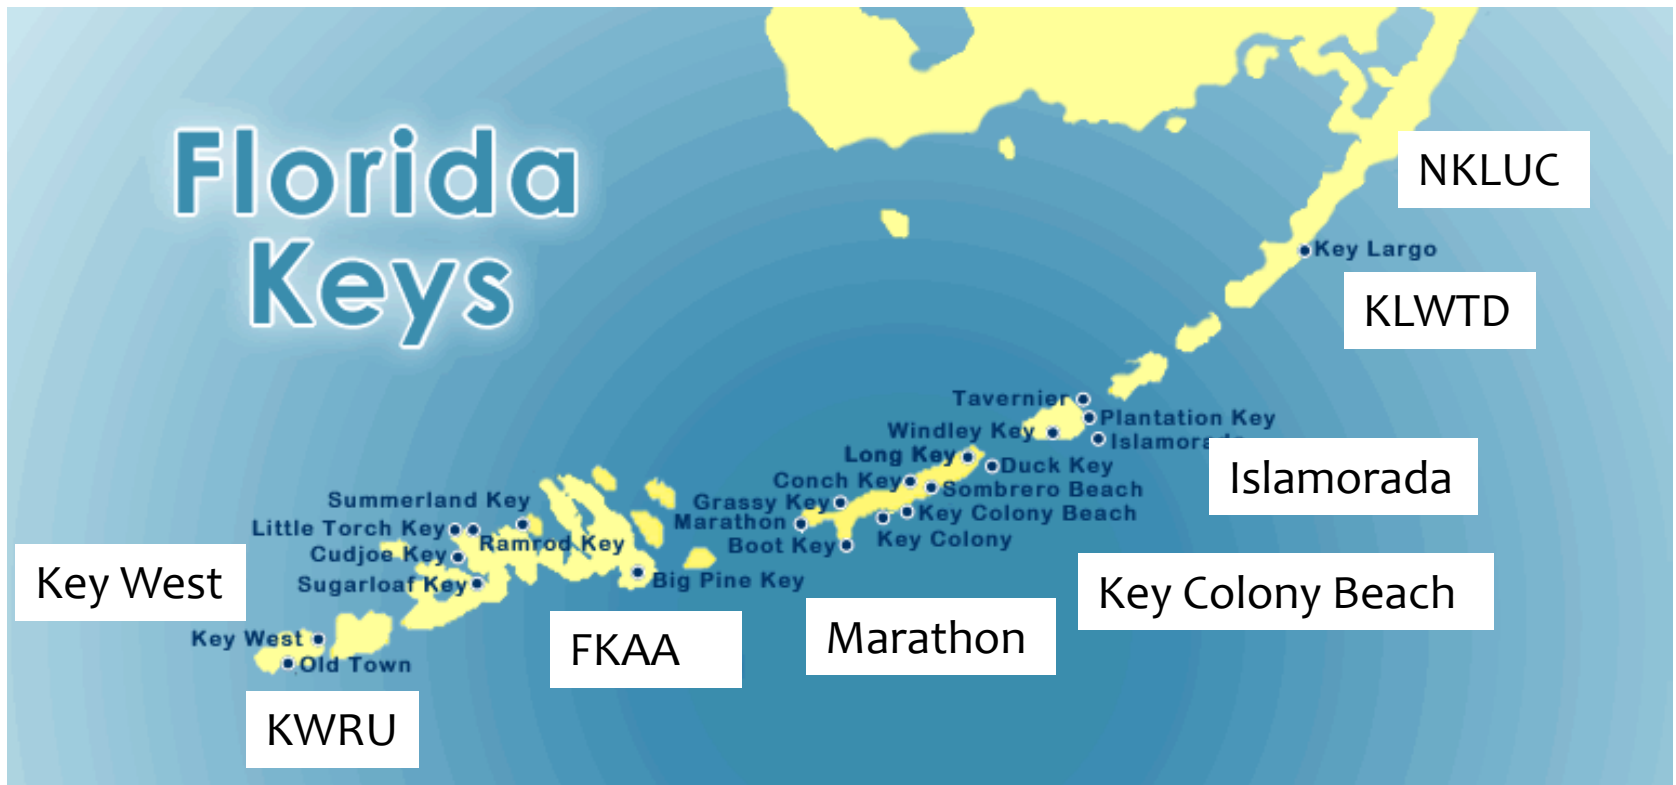 Florida
Keys
NKLUC
Key Largo
KLWTD
Tavernier
Plantation Key
Windley Key
Islamorada
Long Key
Duck Key
Islamorada
Conch Key
Sombrero Beach
Grassy Key
Summerland Key
Key Colony Beach
Marathon
Little Torch Key
Ramrod Key
Key Colony
Boot Key
Cudjoe Key
Big Pine Key
Sugarloaf Key
Key West
Key Colony Beach
Key West
Marathon
FKAA
Old Town
KWRU